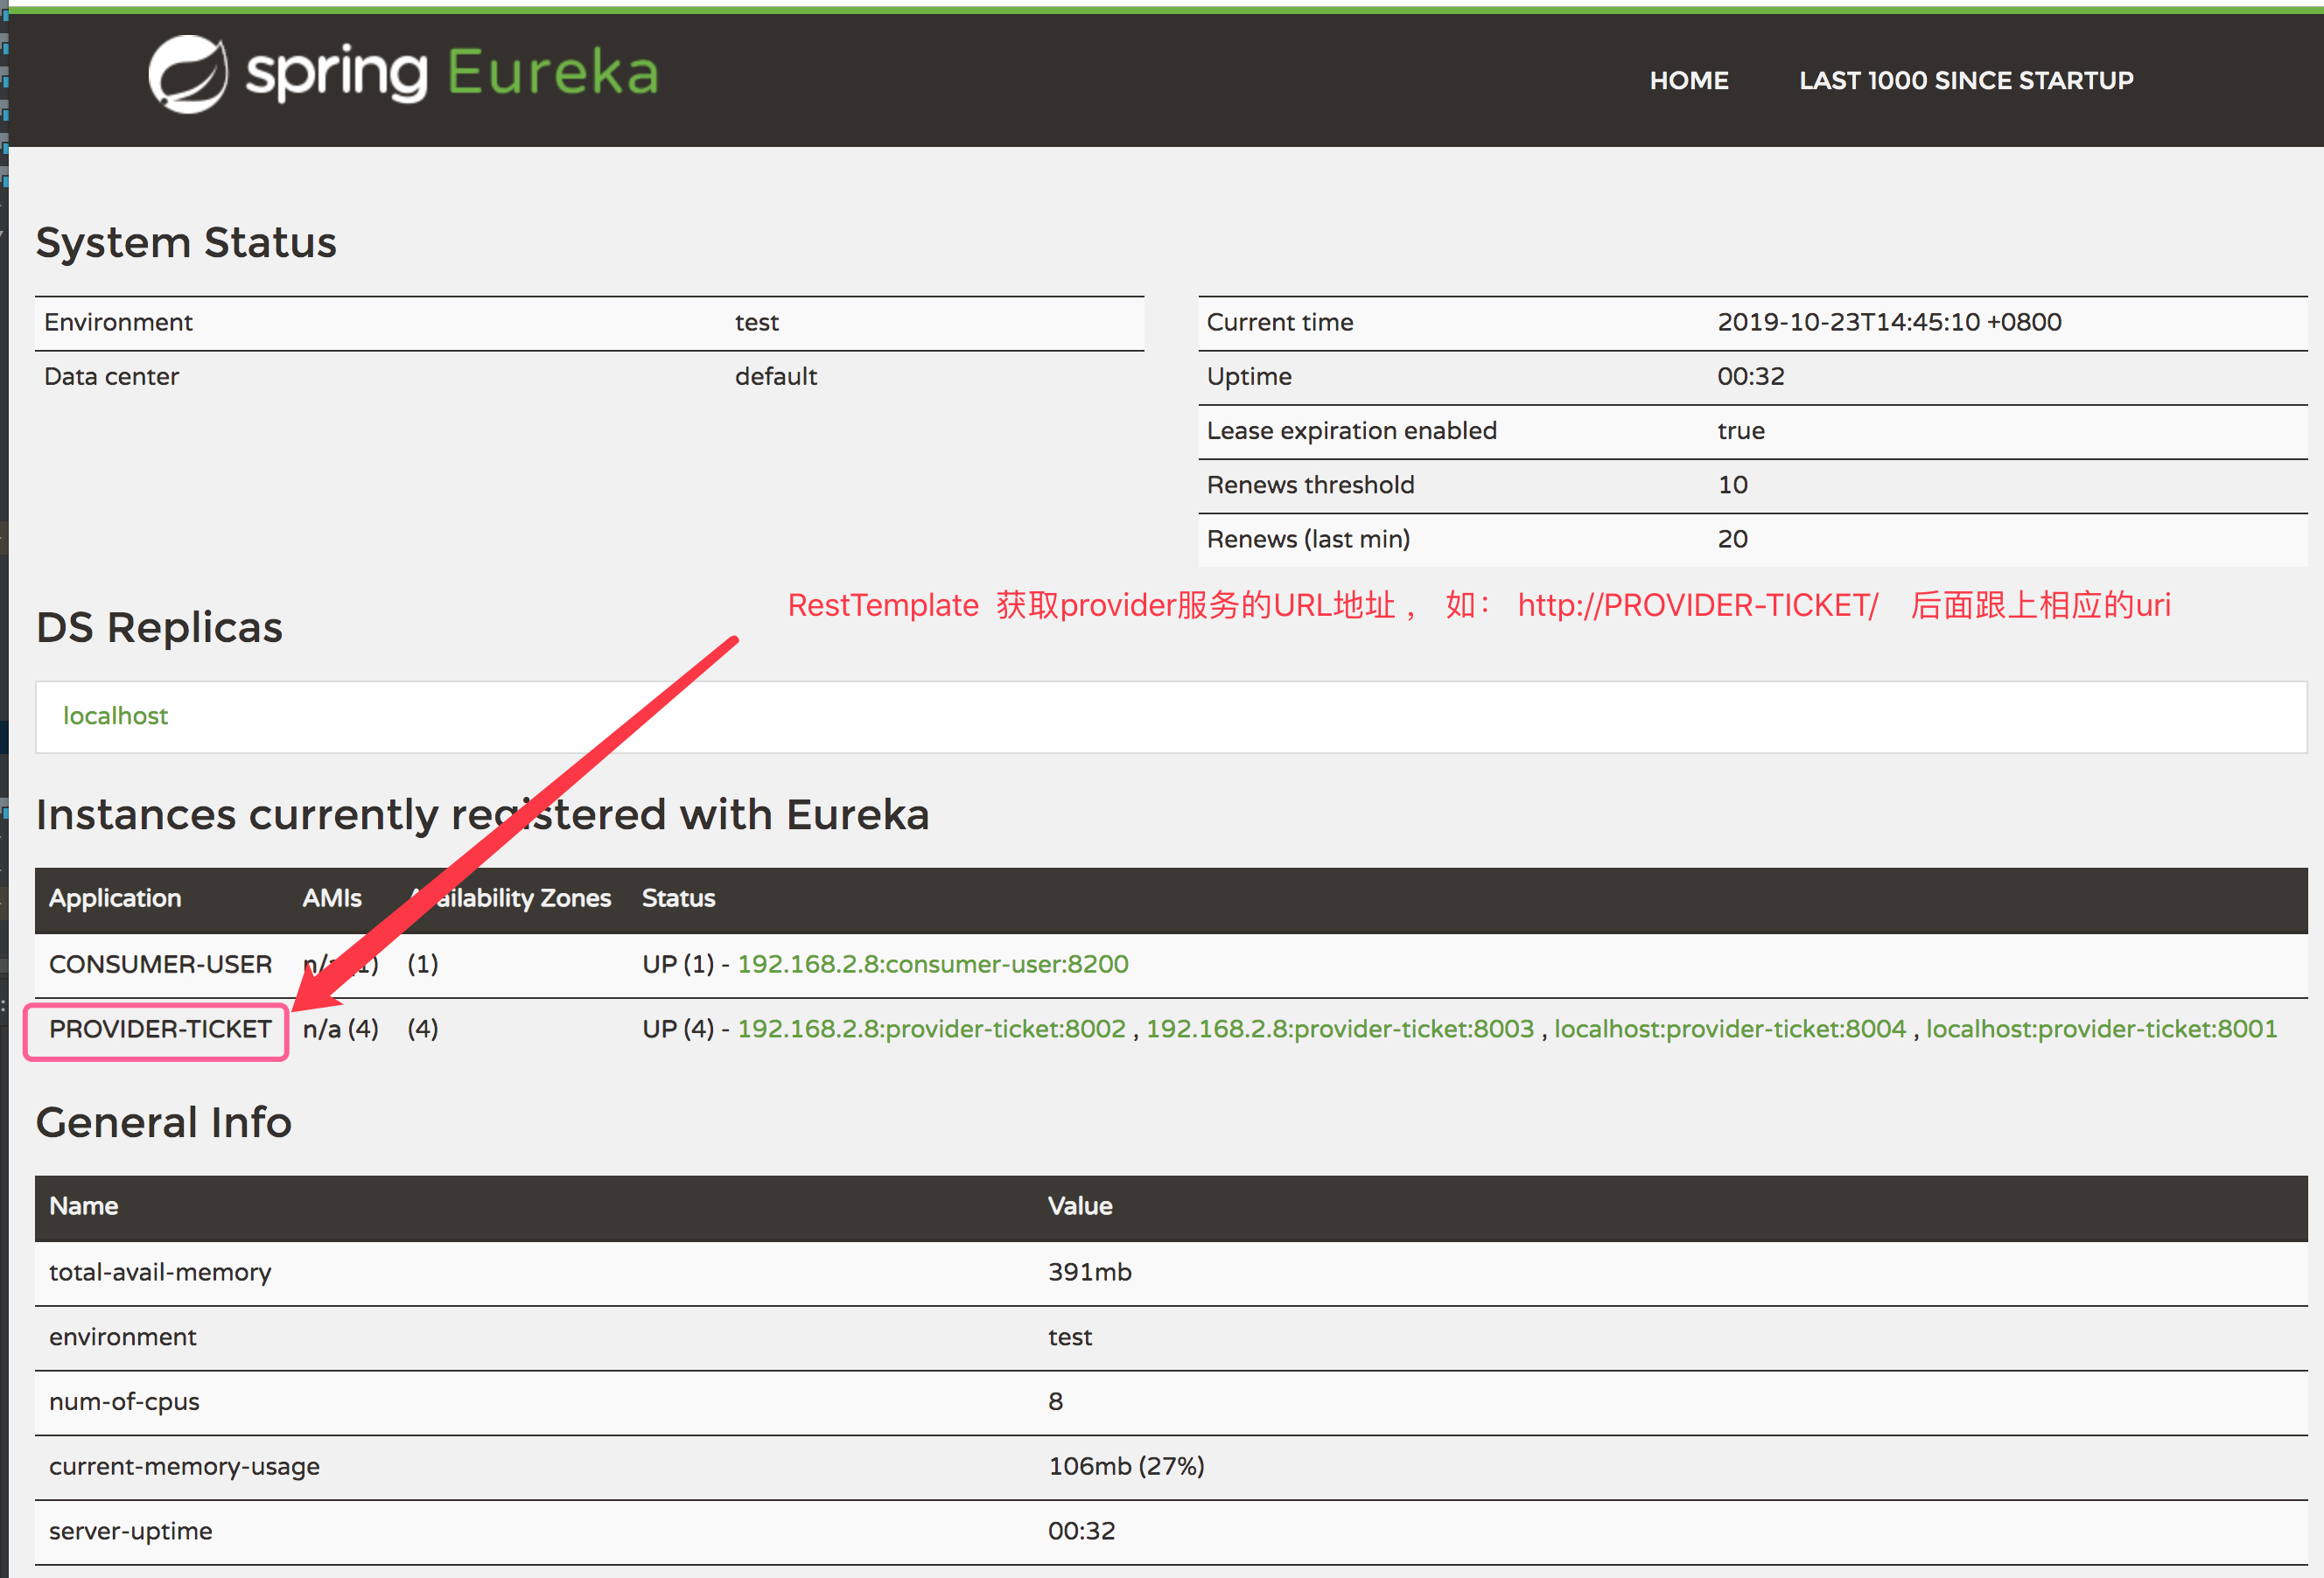 spring Eureka
HOME LAST 1000 SINCE STARTUP
System Status
Environment test
Data center default
Current time 2019-10-23T14:45:10 +0800
Uptime 00:32
Lease expiration enabled true
Renews threshold 10
Renews (last min) 20
RestTemplate 获取provider服务的URL地址， 如： http://PROVIDER-TICKET/ 后面跟上相应的uri
DS Replicas
localhost
Instances currently registered with Eureka
Application AMIs Availability Zones Status
CONSUMER-USER n/a (1) (1) UP (1) - 192.168.2.8:consumer-user:8200
PROVIDER-TICKET n/a (4) (4) UP (4) - 192.168.2.8:provider-ticket:8002 , 192.168.2.8:provider-ticket:8003 , localhost:provider-ticket:8004 , localhost:provider-ticket:8001
General Info
Name Value
total-avail-memory 391mb
environment test
num-of-cpus 8
current-memory-usage 106mb (27%)
server-uptime 00:32